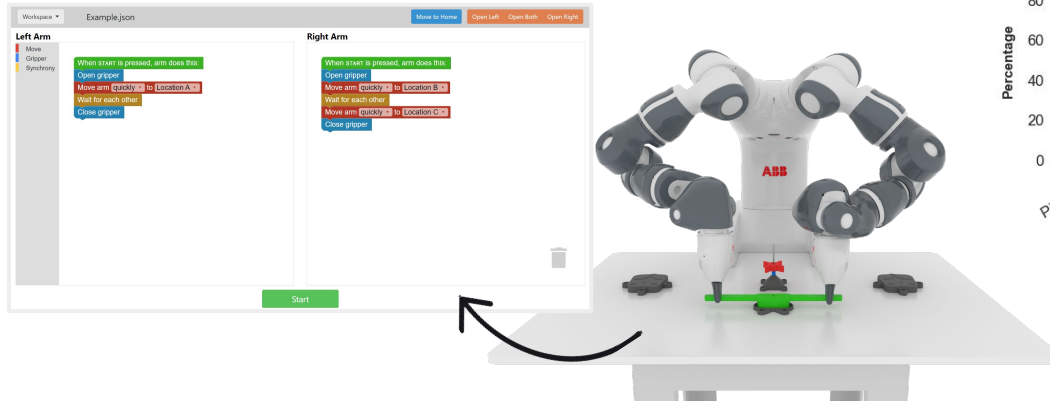 Workspace
Example.json
Move to Home
Open Left
Open Both
Open Right
Left Arm
Right Arm
Move
Gripper
Synchrony
When START is pressed, arm does this:
Open gripper
Move arm quickly to Location A
Wait for each other
Close gripper
When START is pressed, arm does this:
Open gripper
Move arm quickly to Location B
Wait for each other
Move arm quickly to Location C
Close gripper
Start
ABB
Percentage
80
60
40
20
0